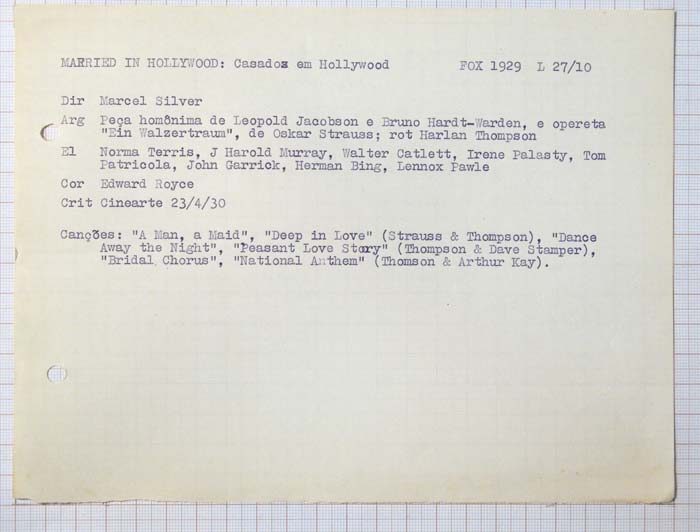 MARRIED IN HOLLYWOOD: Casados em Hollywood FOX 1929 L 27/10
Dir Marcel Silver
Arg Peça homônima de Leopold Jacobson e Bruno Hardt-Warden, e opereta
"Ein Walzertraum", de Oskar Strauss; rot Harlan Thompson
El Norma Terris, J Harold Murray, Walter Catlett, Irene Palasty, Tom
Patricola, John Garrick, Herman Bing, Lennox Pawle
Cor Edward Royce
Crit Cinearte 23/4/30
Canções: "A Man, a Maid", "Deep in Love" (Strauss & Thompson), "Dance
Away the Night", "Peasant Love Story" (Thompson & Dave Stamper),
"Bridal Chorus", "National Anthem" (Thomson & Arthur Kay).